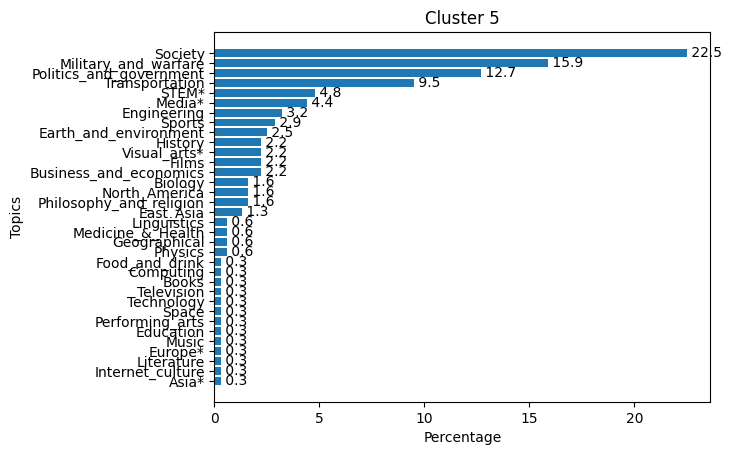 Cluster 5
Society 22.5
Military_and_warfare 15.9
Politics_and_government 12.7
Transportation 9.5
STEM* 4.8
Media* 4.4
Engineering 3.2
Sports 2.9
Earth_and_environment 2.5
History 2.2
Visual_arts* 2.2
Films 2.2
Business_and_economics 2.2
Biology 1.6
North_America 1.6
Philosophy_and_religion 1.6
East_Asia 1.3
Linguistics 0.6
Medicine_&_Health 0.6
Geographical 0.6
Physics 0.6
Food_and_drink 0.3
Computing 0.3
Books 0.3
Television 0.3
Technology 0.3
Space 0.3
Performing_arts 0.3
Education 0.3
Music 0.3
Europe* 0.3
Literature 0.3
Internet_culture 0.3
Asia* 0.3
Topics
0 5 10 15 20
Percentage